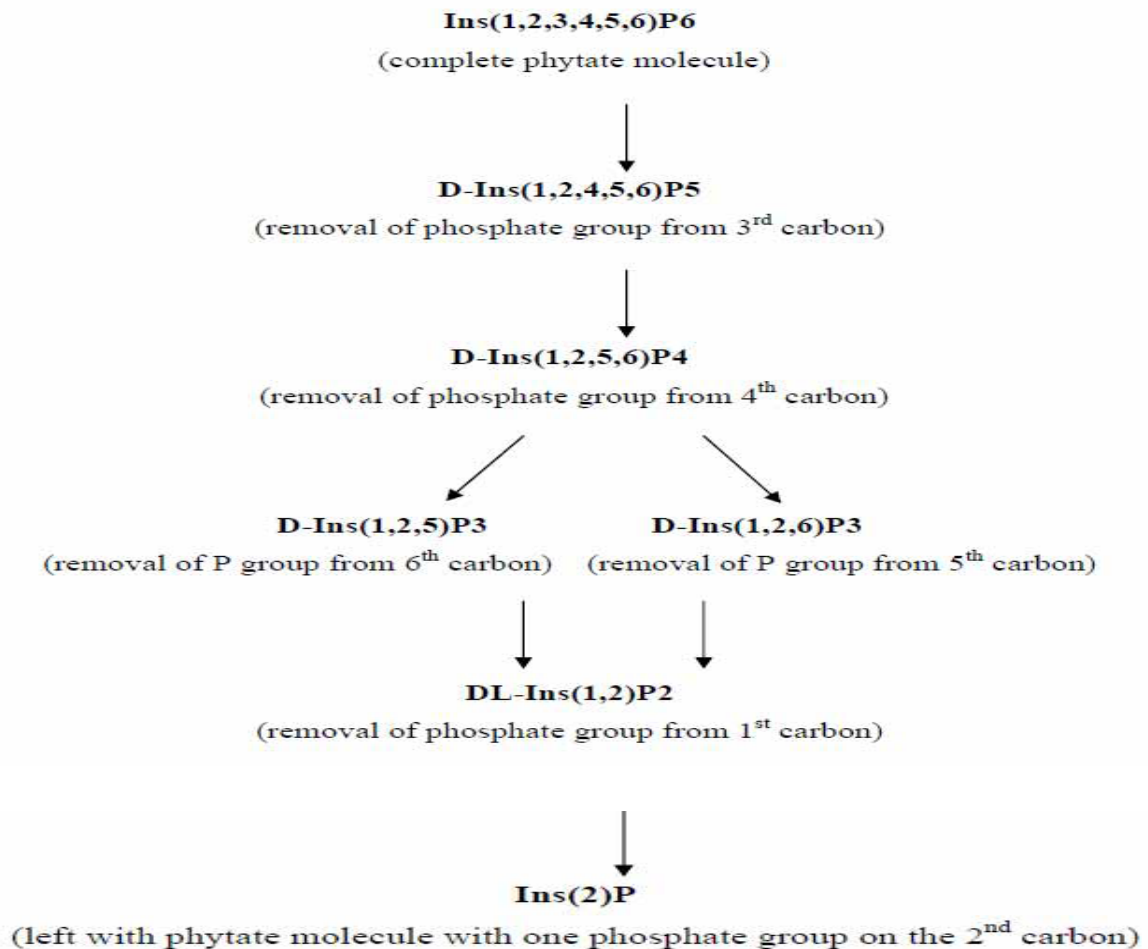 Ins(1,2,3,4,5,6)P6
(complete phytate molecule)
D-Ins(1,2,4,5,6)P5
(removal of phosphate group from 3rd carbon)
D-Ins(1,2,5,6)P4
(removal of phosphate group from 4th carbon)
D-Ins(1,2,5)P3 D-Ins(1,2,6)P3
(removal of P group from 6th carbon) (removal of P group from 5th carbon)
DL-Ins(1,2)P2
(removal of phosphate group from 1st carbon)
Ins(2)P
(left with phytate molecule with one phosphate group on the 2nd carbon)